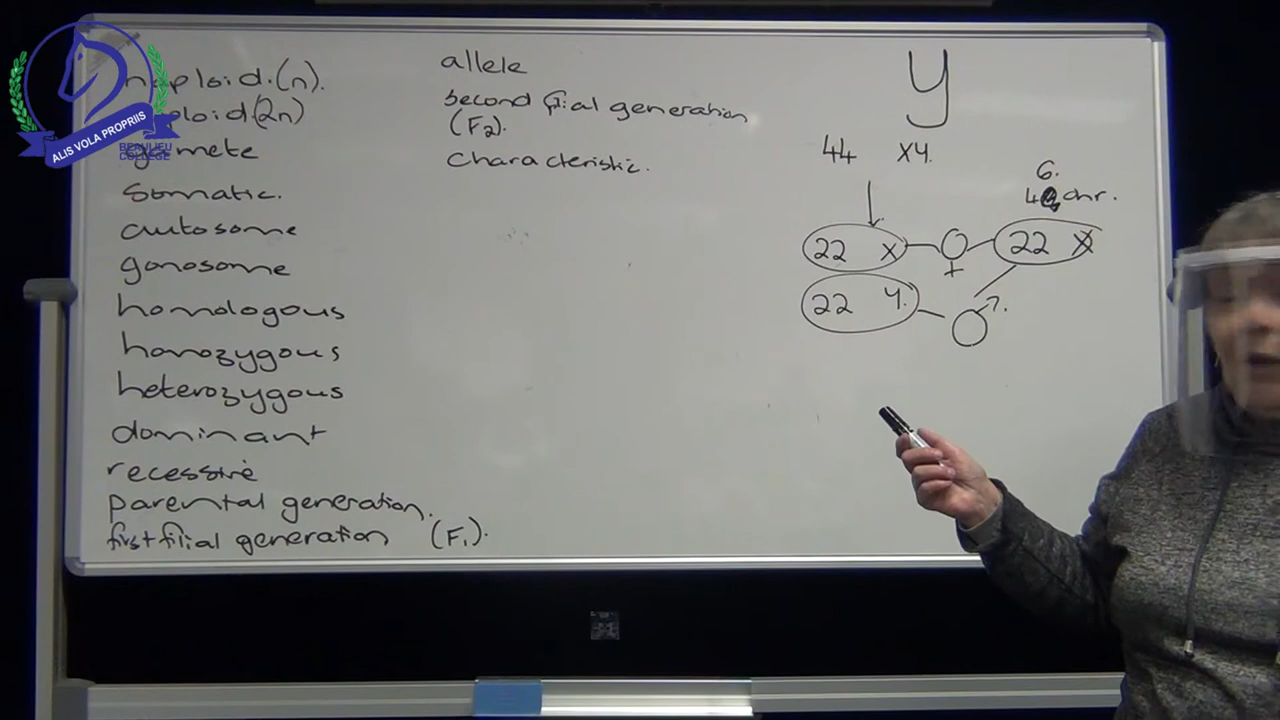 haploid (n).
diploid (2n)
gamete
somatic.
autosome
gonosome
homologous
homozygous
heterozygous
dominant
recessive
parental generation.
first filial generation (F1).
allele
second filial generation
(F2).
characteristic.
y
44 XY.
6.
chr.
22 X
22 X
22 Y.
ALIS VOLA PROPRIIS
BEAULIEU
COLLEGE